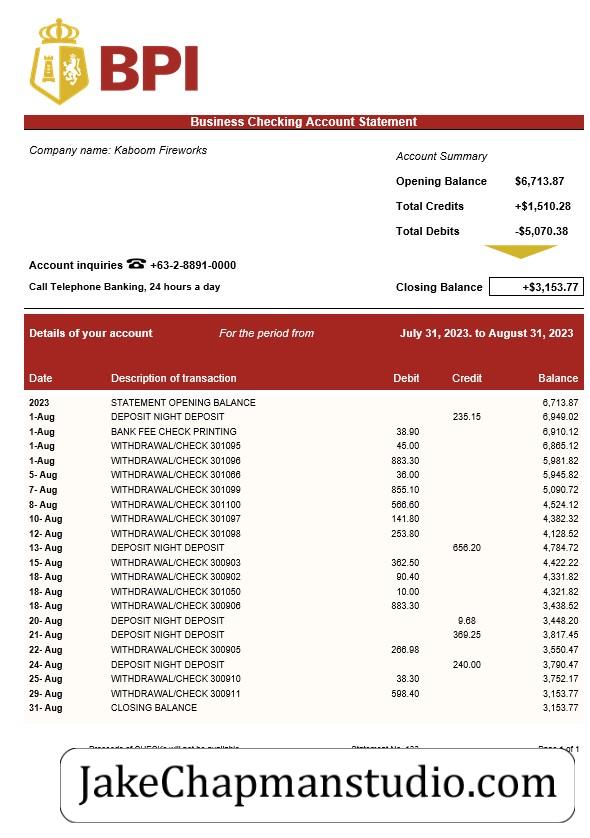 BPI
Business Checking Account Statement
Company name: Kaboom Fireworks
Account Summary
Opening Balance $6,713.87
Total Credits +$1,510.28
Total Debits -$5,070.38
Account inquiries ☎ +63-2-8891-0000
Call Telephone Banking, 24 hours a day
Closing Balance +$3,153.77
Details of your account For the period from July 31, 2023. to August 31, 2023
Date Description of transaction Debit Credit Balance
2023 STATEMENT OPENING BALANCE 6,713.87
1-Aug DEPOSIT NIGHT DEPOSIT 235.15 6,949.02
1-Aug BANK FEE CHECK PRINTING 38.90 6,910.12
1-Aug WITHDRAWAL/CHECK 301095 45.00 6,865.12
1-Aug WITHDRAWAL/CHECK 301096 883.30 5,981.82
5- Aug WITHDRAWAL/CHECK 301066 36.00 5,945.82
7- Aug WITHDRAWAL/CHECK 301099 855.10 5,090.72
8- Aug WITHDRAWAL/CHECK 301100 566.60 4,524.12
10- Aug WITHDRAWAL/CHECK 301097 141.80 4,382.32
12- Aug WITHDRAWAL/CHECK 301098 253.80 4,128.52
13- Aug DEPOSIT NIGHT DEPOSIT 656.20 4,784.72
15- Aug WITHDRAWAL/CHECK 300903 362.50 4,422.22
18- Aug WITHDRAWAL/CHECK 300902 90.40 4,331.82
18- Aug WITHDRAWAL/CHECK 301050 10.00 4,321.82
18- Aug WITHDRAWAL/CHECK 300906 883.30 3,438.52
20- Aug DEPOSIT NIGHT DEPOSIT 9.68 3,448.20
21- Aug DEPOSIT NIGHT DEPOSIT 369.25 3,817.45
22- Aug WITHDRAWAL/CHECK 300905 266.98 3,550.47
24- Aug DEPOSIT NIGHT DEPOSIT 240.00 3,790.47
25- Aug WITHDRAWAL/CHECK 300910 38.30 3,752.17
29- Aug WITHDRAWAL/CHECK 300911 598.40 3,153.77
31- Aug CLOSING BALANCE 3,153.77
Proceeds of CHECKs will not be available Page 1 of 1
JakeChapmanstudio.com